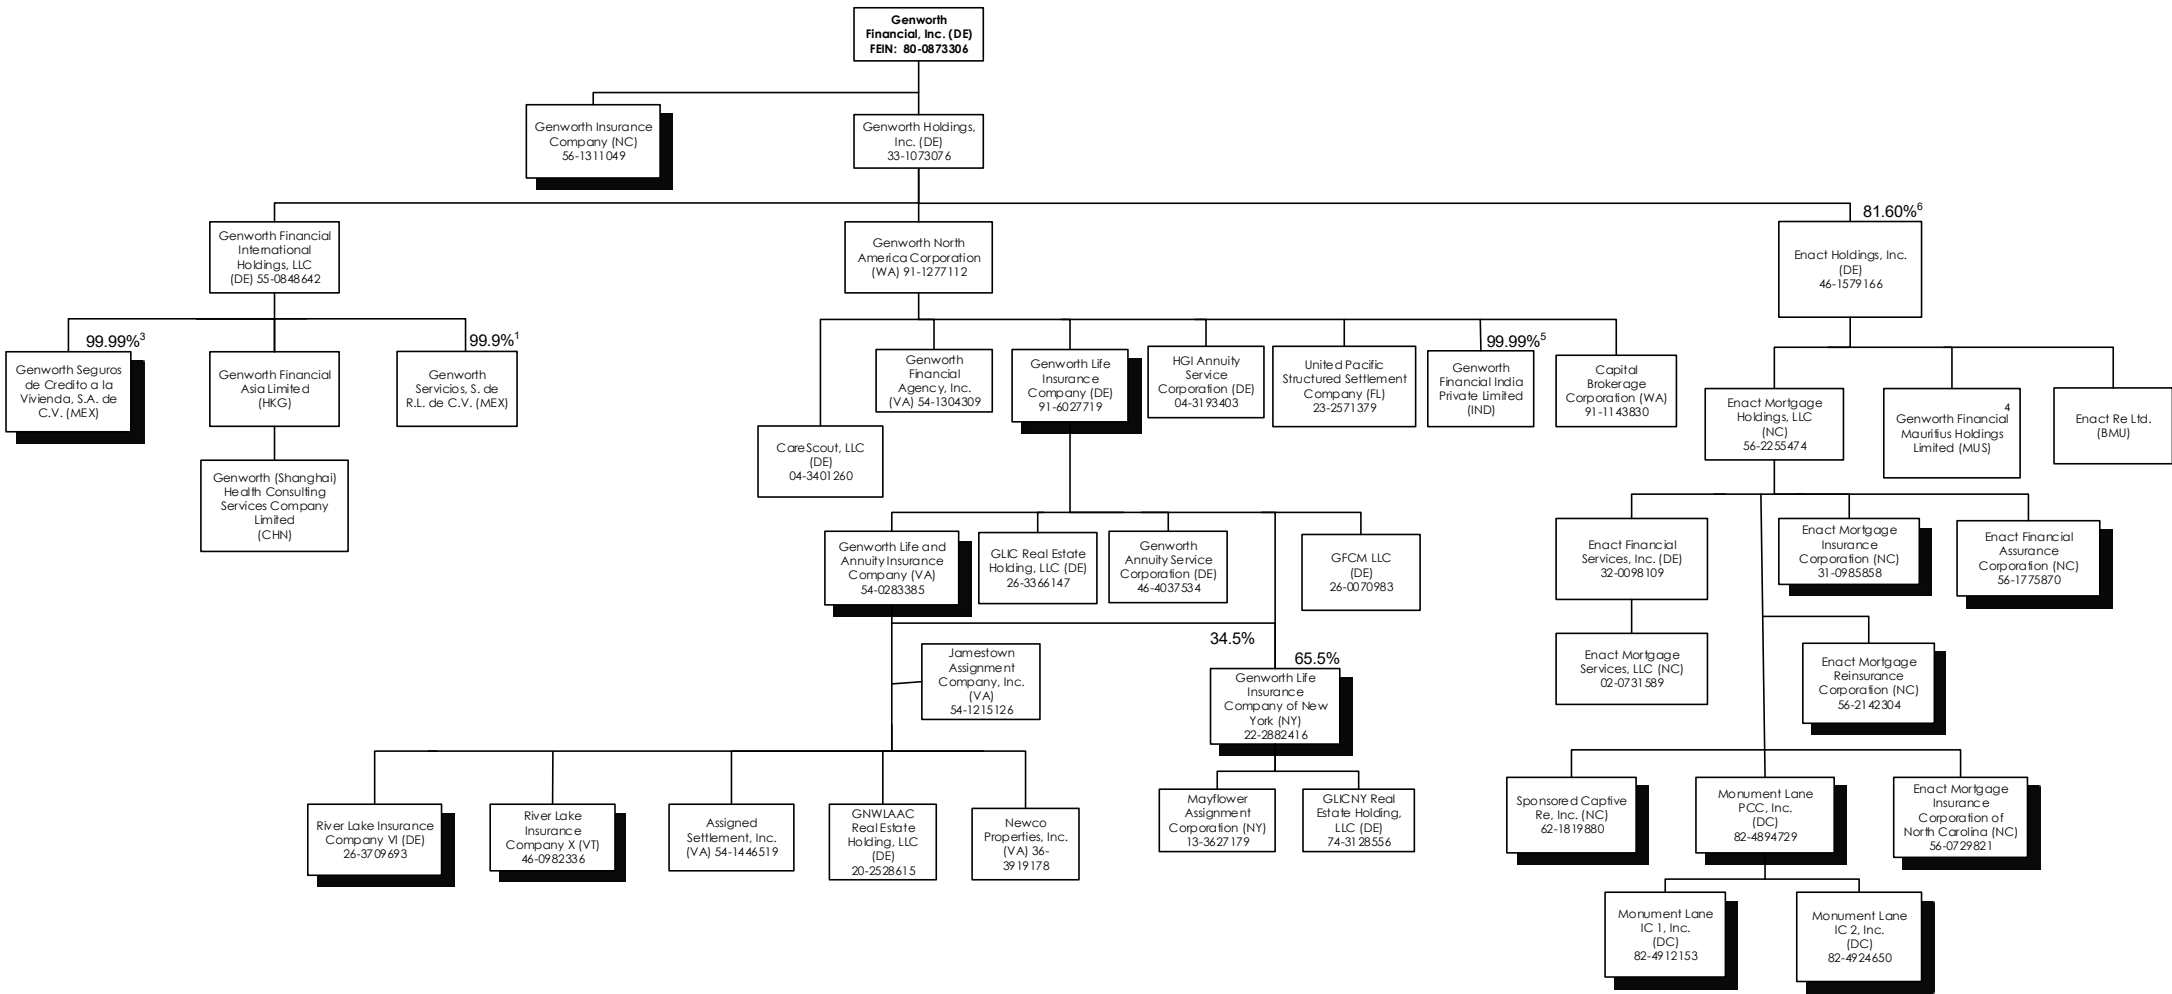 Genworth
Financial, Inc. (DE)
FEIN: 80-0873306
Genworth Insurance
Company (NC)
56-1311049
Genworth Holdings,
Inc. (DE)
33-1073076
Genworth Financial
International
Holdings, LLC
(DE) 55-0848642
Genworth North
America Corporation
(WA) 91-1277112
81.60%6
Enact Holdings, Inc.
(DE)
46-1579166
99.99%3
Genworth Seguros
de Credito a la
Vivienda, S.A. de
C.V. (MEX)
Genworth Financial
Asia Limited
(HKG)
99.9%1
Genworth
Servicios, S. de
R.L. de C.V. (MEX)
Genworth (Shanghai)
Health Consulting
Services Company
Limited
(CHN)
CareScout, LLC
(DE)
04-3401260
Genworth
Financial
Agency, Inc.
(VA) 54-1304309
Genworth Life
Insurance
Company (DE)
91-6027719
HGI Annuity
Service
Corporation (DE)
04-3193403
United Pacific
Structured Settlement
Company (FL)
23-2571379
99.99%5
Genworth
Financial India
Private Limited
(IND)
Capital
Brokerage
Corporation (WA)
91-1143830
Enact Mortgage
Holdings, LLC
(NC)
56-2255474
4
Genworth Financial
Mauritius Holdings
Limited (MUS)
Enact Re Ltd.
(BMU)
Genworth Life and
Annuity Insurance
Company (VA)
54-0283385
GLIC Real Estate
Holding, LLC (DE)
26-3366147
Genworth
Annuity Service
Corporation (DE)
46-4037534
GFCM LLC
(DE)
26-0070983
Enact Financial
Services, Inc. (DE)
32-0098109
Enact Mortgage
Insurance
Corporation (NC)
31-0985858
Enact Financial
Assurance
Corporation (NC)
56-1775870
34.5%
65.5%
Jamestown
Assignment
Company, Inc.
(VA)
54-1215126
Genworth Life
Insurance
Company of New
York (NY)
22-2882416
Enact Mortgage
Services, LLC (NC)
02-0731589
Enact Mortgage
Reinsurance
Corporation (NC)
56-2142304
River Lake Insurance
Company VI (DE)
26-3709693
River Lake
Insurance
Company X (VT)
46-0982336
Assigned
Settlement, Inc.
(VA) 54-1446519
GNWLAAC
Real Estate
Holding, LLC
(DE)
20-2528615
Newco
Properties, Inc.
(VA) 36-
3919178
Mayflower
Assignment
Corporation (NY)
13-3627179
GLICNY Real
Estate Holding,
LLC (DE)
74-3128556
Sponsored Captive
Re, Inc. (NC)
62-1819880
Monument Lane
PCC, Inc.
(DC)
82-4894729
Enact Mortgage
Insurance
Corporation of
North Carolina (NC)
56-0729821
Monument Lane
IC 1, Inc.
(DC)
82-4912153
Monument Lane
IC 2, Inc.
(DC)
82-4924650